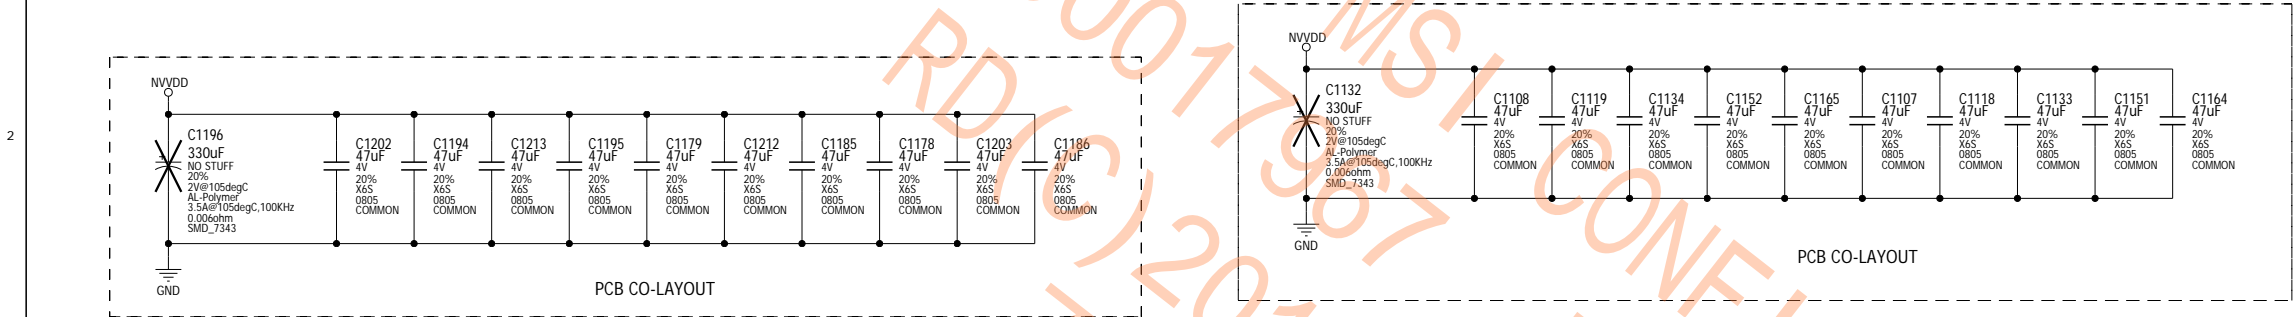 2
NVVDD
C1196
330uF
NO STUFF
20%
2V@105degC
AL-Polymer
3.5A@105degC,100KHz
0.006ohm
SMD_7343
GND
C1202
47uF
4V
20%
X6S
0805
COMMON
C1194
47uF
4V
20%
X6S
0805
COMMON
C1213
47uF
4V
20%
X6S
0805
COMMON
C1195
47uF
4V
20%
X6S
0805
COMMON
C1179
47uF
4V
20%
X6S
0805
COMMON
C1212
47uF
4V
20%
X6S
0805
COMMON
C1185
47uF
4V
20%
X6S
0805
COMMON
C1178
47uF
4V
20%
X6S
0805
COMMON
C1203
47uF
4V
20%
X6S
0805
COMMON
C1186
47uF
4V
20%
X6S
0805
COMMON
PCB CO-LAYOUT
NVVDD
C1132
330uF
NO STUFF
20%
2V@105degC
AL-Polymer
3.5A@105degC,100KHz
0.006ohm
SMD_7343
GND
C1108
47uF
4V
20%
X6S
0805
COMMON
C1119
47uF
4V
20%
X6S
0805
COMMON
C1134
47uF
4V
20%
X6S
0805
COMMON
C1152
47uF
4V
20%
X6S
0805
COMMON
C1165
47uF
4V
20%
X6S
0805
COMMON
C1107
47uF
4V
20%
X6S
0805
COMMON
C1118
47uF
4V
20%
X6S
0805
COMMON
C1133
47uF
4V
20%
X6S
0805
COMMON
C1151
47uF
4V
20%
X6S
0805
COMMON
C1164
47uF
4V
20%
X6S
0805
COMMON
PCB CO-LAYOUT
MSI CONFI
0017967
RD(C)201